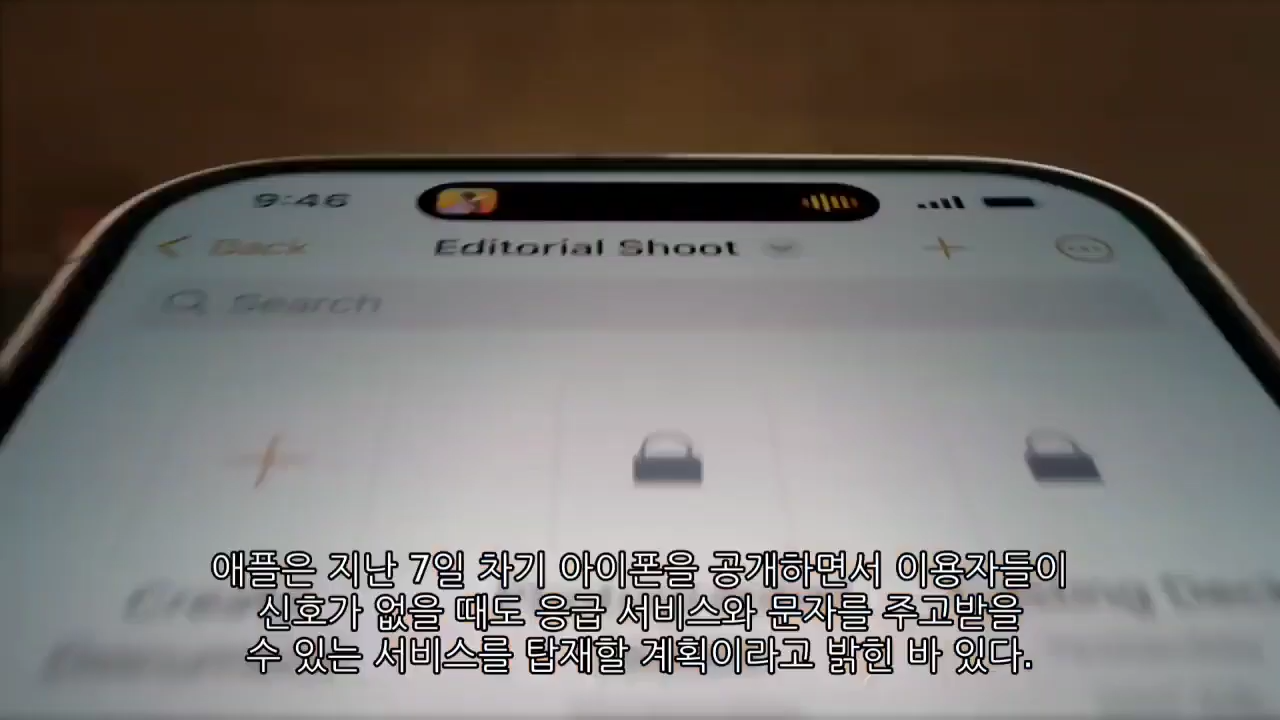 9:46
Back
Editorial Shoot
Search
애플은 지난 7일 차기 아이폰을 공개하면서 이용자들이
신호가 없을 때도 응급 서비스와 문자를 주고받을
수 있는 서비스를 탑재할 계획이라고 밝힌 바 있다.